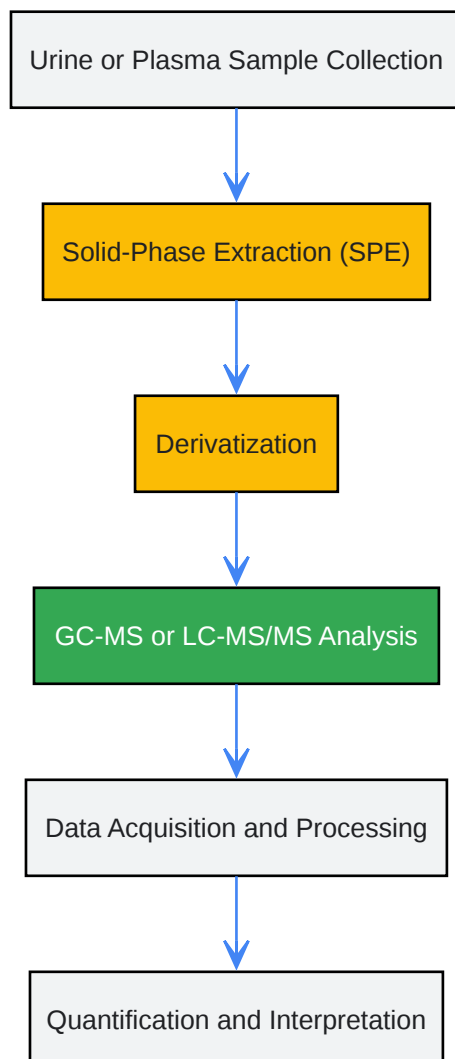 Urine or Plasma Sample Collection
Solid-Phase Extraction (SPE)
Derivatization
GC-MS or LC-MS/MS Analysis
Data Acquisition and Processing
Quantification and Interpretation